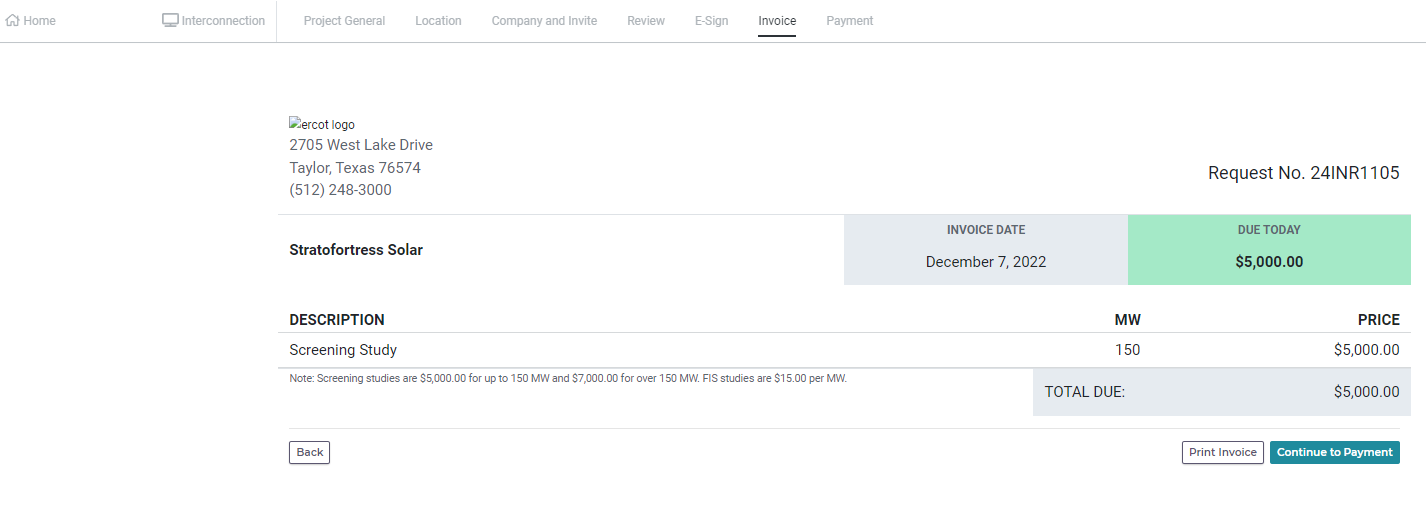 Home Interconnection Project General Location Company and Invite Review E-Sign Invoice Payment
ercot logo
2705 West Lake Drive
Taylor, Texas 76574
(512) 248-3000
Request No. 24INR1105
Stratofortress Solar
INVOICE DATE
December 7, 2022
DUE TODAY
$5,000.00
DESCRIPTION MW PRICE
Screening Study 150 $5,000.00
Note: Screening studies are $5,000.00 for up to 150 MW and $7,000.00 for over 150 MW. FIS studies are $15.00 per MW.
TOTAL DUE: $5,000.00
Back Print Invoice Continue to Payment